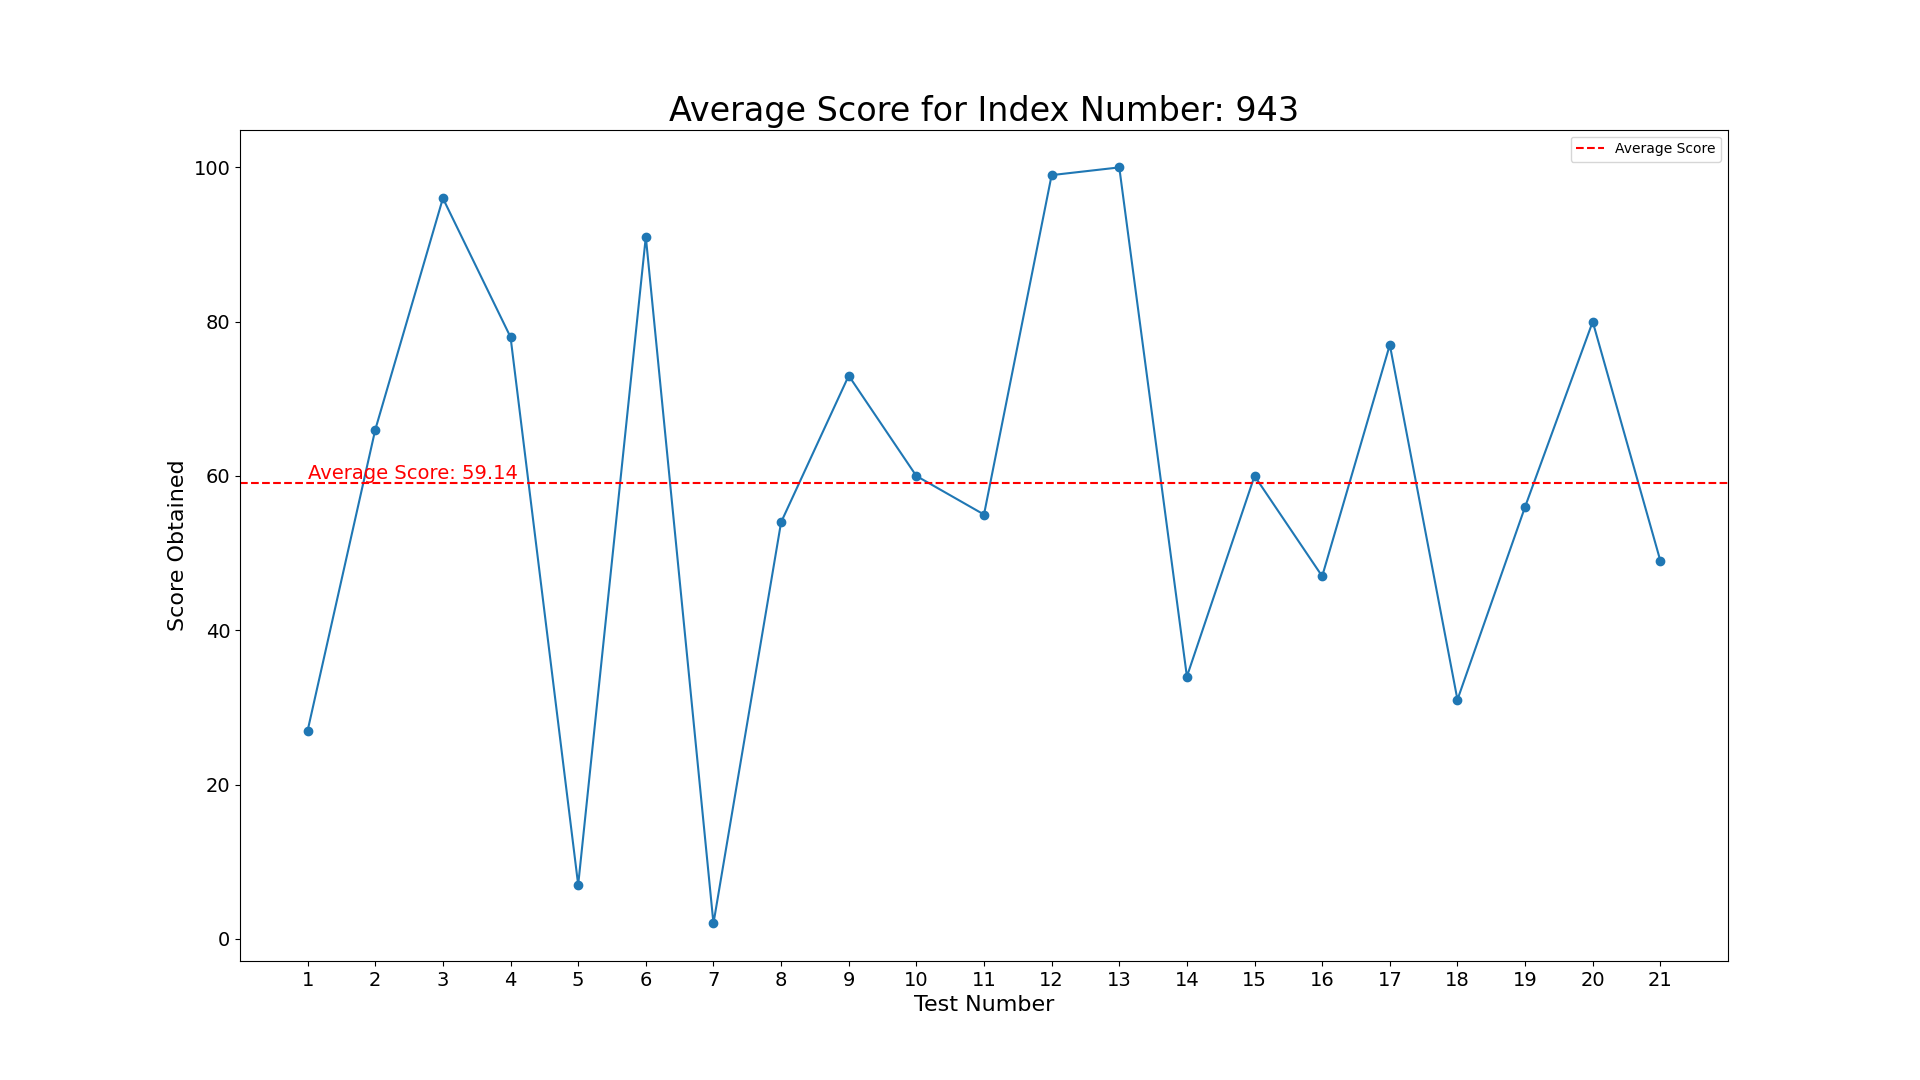 Average Score for Index Number: 943
Average Score
100
80
60
40
20
0
Score Obtained
Average Score: 59.14
1 2 3 4 5 6 7 8 9 10 11 12 13 14 15 16 17 18 19 20 21
Test Number